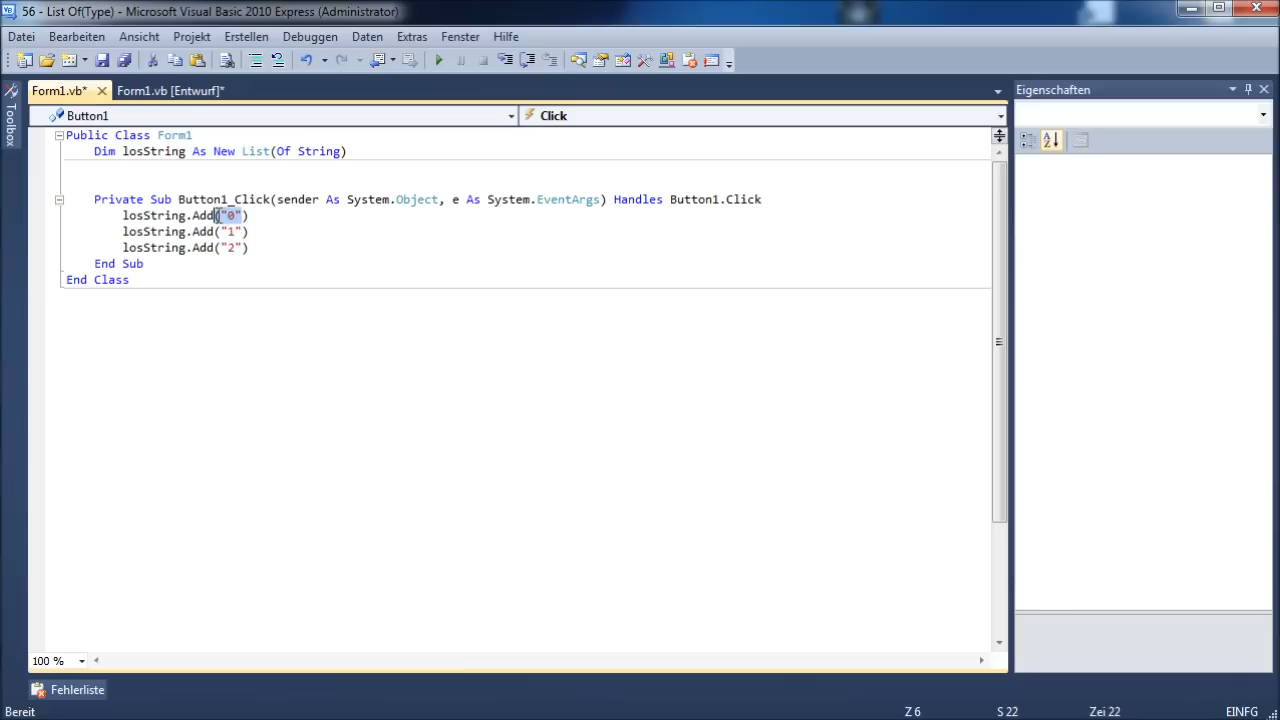 56 - List Of(Type) - Microsoft Visual Basic 2010 Express (Administrator)
Datei Bearbeiten Ansicht Projekt Erstellen Debuggen Daten Extras Fenster Hilfe
Form1.vb* Form1.vb [Entwurf]*
Eigenschaften
Toolbox
Button1 Click
Public Class Form1
Dim losString As New List(Of String)
Private Sub Button1_Click(sender As System.Object, e As System.EventArgs) Handles Button1.Click
losString.Add("0")
losString.Add("1")
losString.Add("2")
End Sub
End Class
100 %
Fehlerliste
Bereit Z 6 S 22 Zei 22 EINFG